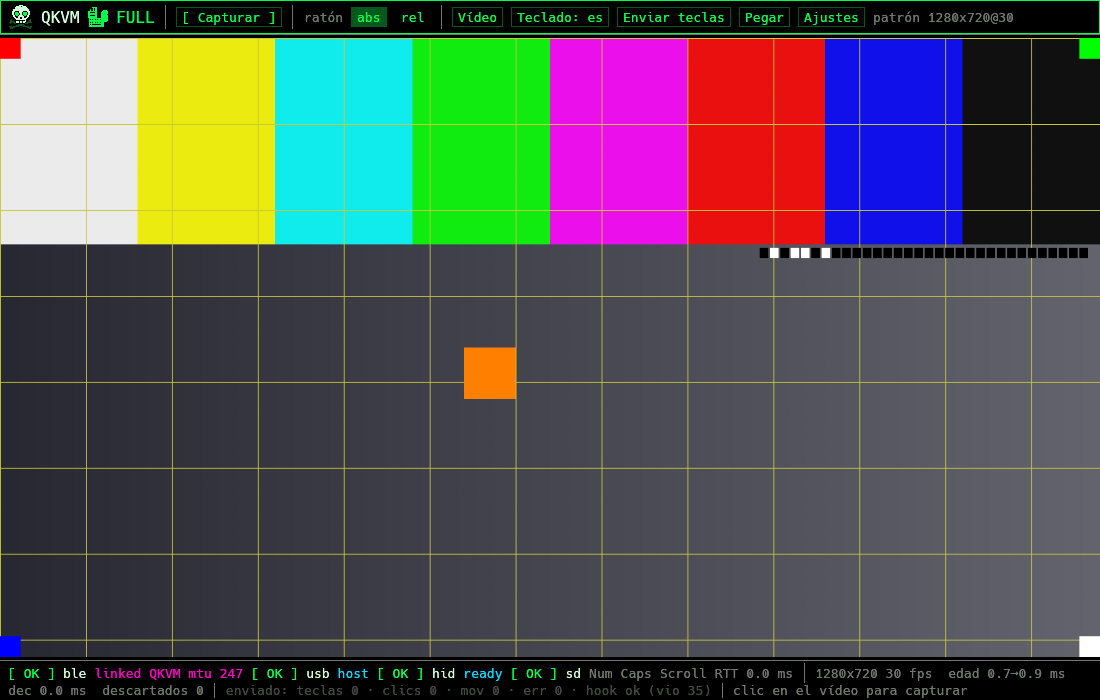 QKVM FULL [ Capturar ] ratón abs rel Vídeo Teclado: es Enviar teclas Pegar Ajustes patrón 1280x720@30
[ OK ] ble linked QKVM mtu 247 [ OK ] usb host [ OK ] hid ready [ OK ] sd Num Caps Scroll RTT 0.0 ms 1280x720 30 fps edad 0.7→0.9 ms
dec 0.0 ms descartados 0 enviado: teclas 0 · clics 0 · mov 0 · err 0 · hook ok (vio 35) clic en el vídeo para capturar